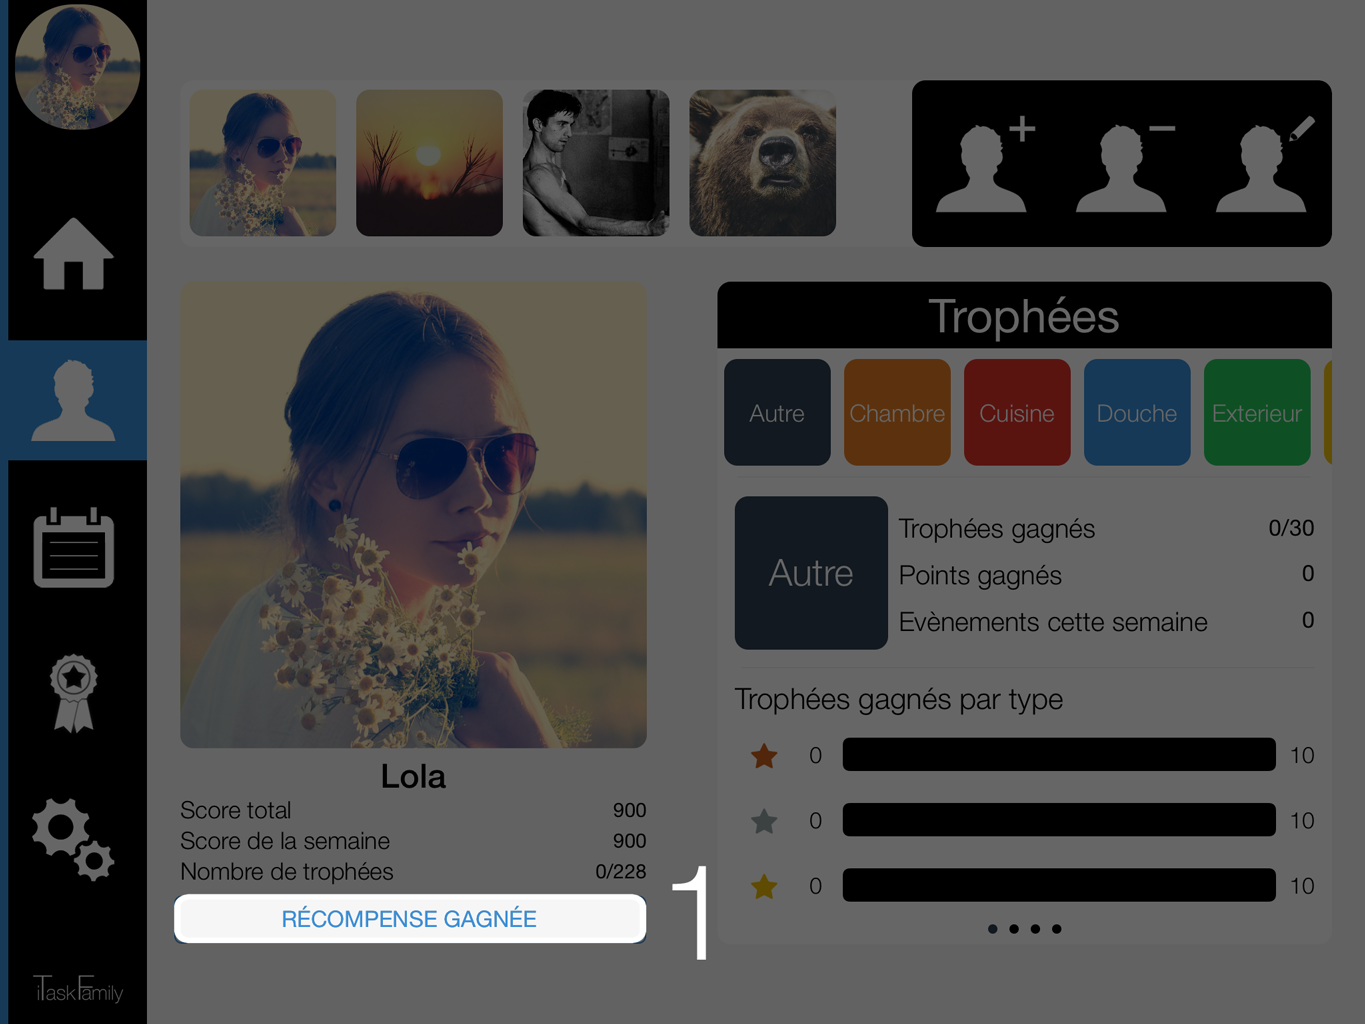 Trophées
Autre
Chambre
Cuisine
Douche
Exterieur
Autre
Trophées gagnés 0/30
Points gagnés 0
Evènements cette semaine 0
Trophées gagnés par type
0 10
0 10
0 10
Lola
Score total 900
Score de la semaine 900
Nombre de trophées 0/228
RÉCOMPENSE GAGNÉE
1
iTaskFamily